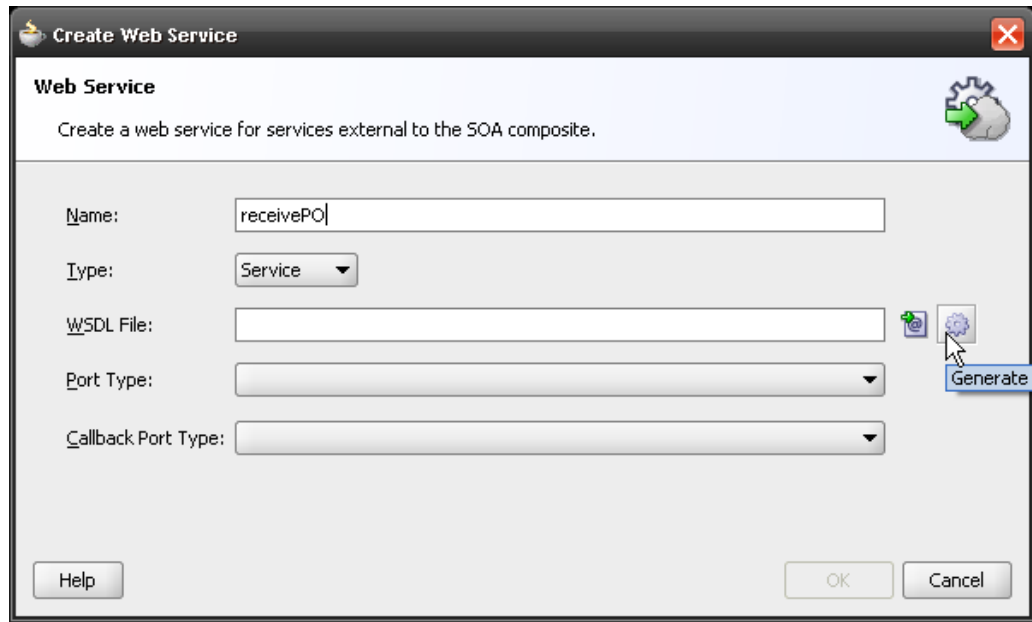 Create Web Service
Web Service
Create a web service for services external to the SOA composite.
Name: receivePO
Type: Service
WSDL File:
Generate
Port Type:
Callback Port Type:
Help OK Cancel